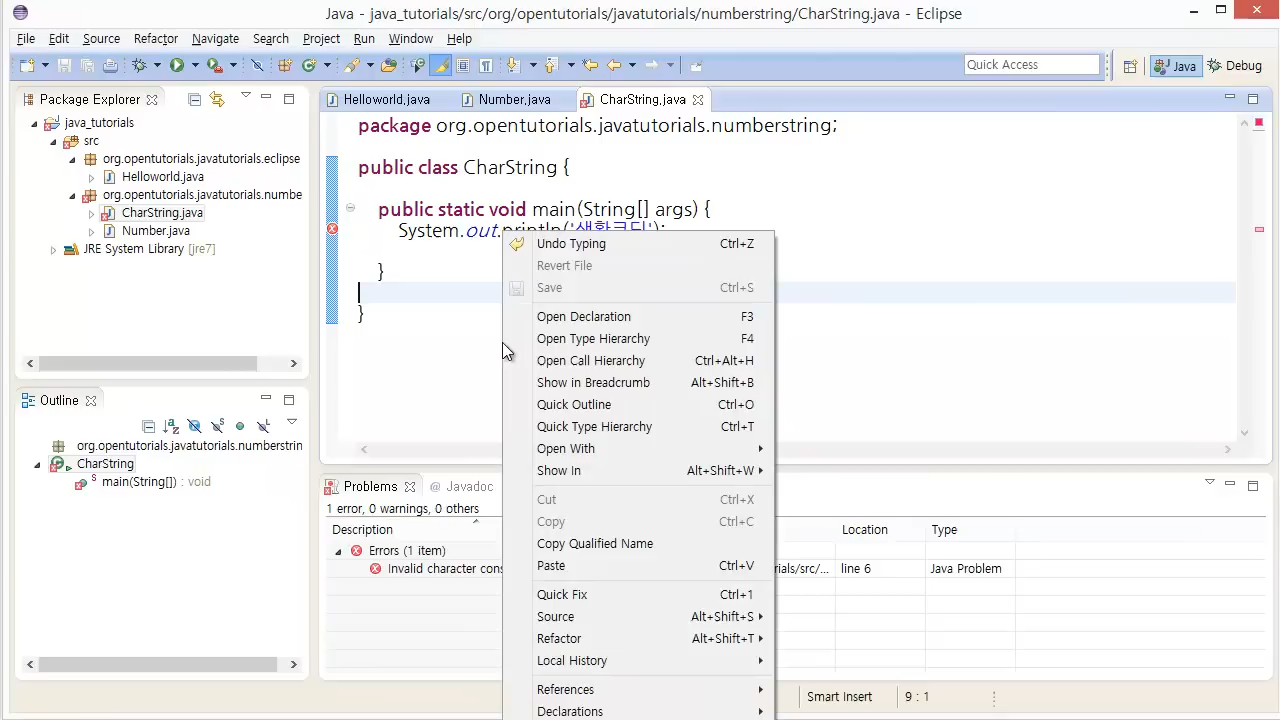 Java - java_tutorials/src/org/opentutorials/javatutorials/numberstring/CharString.java - Eclipse
File Edit Source Refactor Navigate Search Project Run Window Help
Quick Access
Java
Debug
Package Explorer
java_tutorials
src
org.opentutorials.javatutorials.eclipse
Helloworld.java
org.opentutorials.javatutorials.numbe
CharString.java
Number.java
JRE System Library [jre7]
Outline
org.opentutorials.javatutorials.numberstrin
CharString
main(String[]) : void
Helloworld.java Number.java CharString.java
package org.opentutorials.javatutorials.numberstring;
public class CharString {
public static void main(String[] args) {
System.out.println('생활코딩');
}
}
Undo Typing Ctrl+Z
Revert File
Save Ctrl+S
Open Declaration F3
Open Type Hierarchy F4
Open Call Hierarchy Ctrl+Alt+H
Show in Breadcrumb Alt+Shift+B
Quick Outline Ctrl+O
Quick Type Hierarchy Ctrl+T
Open With
Show In Alt+Shift+W
Cut Ctrl+X
Copy Ctrl+C
Copy Qualified Name
Paste Ctrl+V
Quick Fix Ctrl+1
Source Alt+Shift+S
Refactor Alt+Shift+T
Local History
References
Declarations
Problems @ Javadoc
1 error, 0 warnings, 0 others
Description Location Type
Errors (1 item)
Invalid character cons ials/src/... line 6 Java Problem
Smart Insert 9 : 1